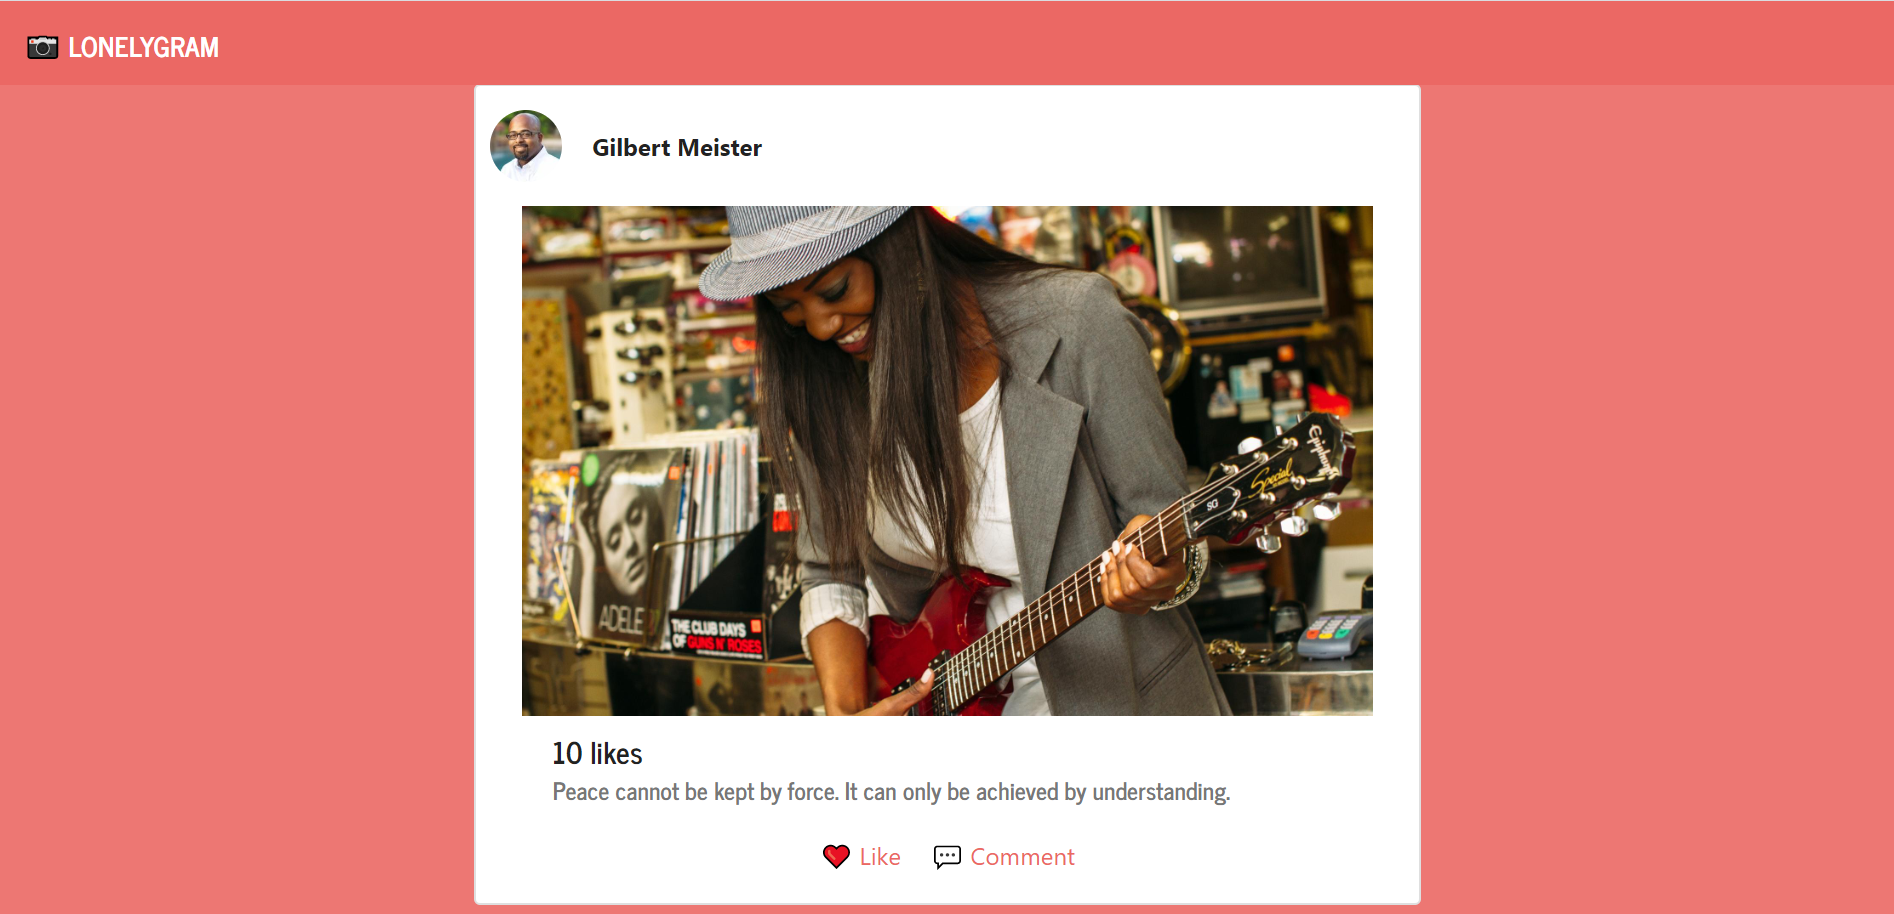 LONELYGRAM
Gilbert Meister
Epiphone
Special
SG
ADELE
THE CLUB DAYS
OF GUNS N' ROSES
10 likes
Peace cannot be kept by force. It can only be achieved by understanding.
Like
Comment